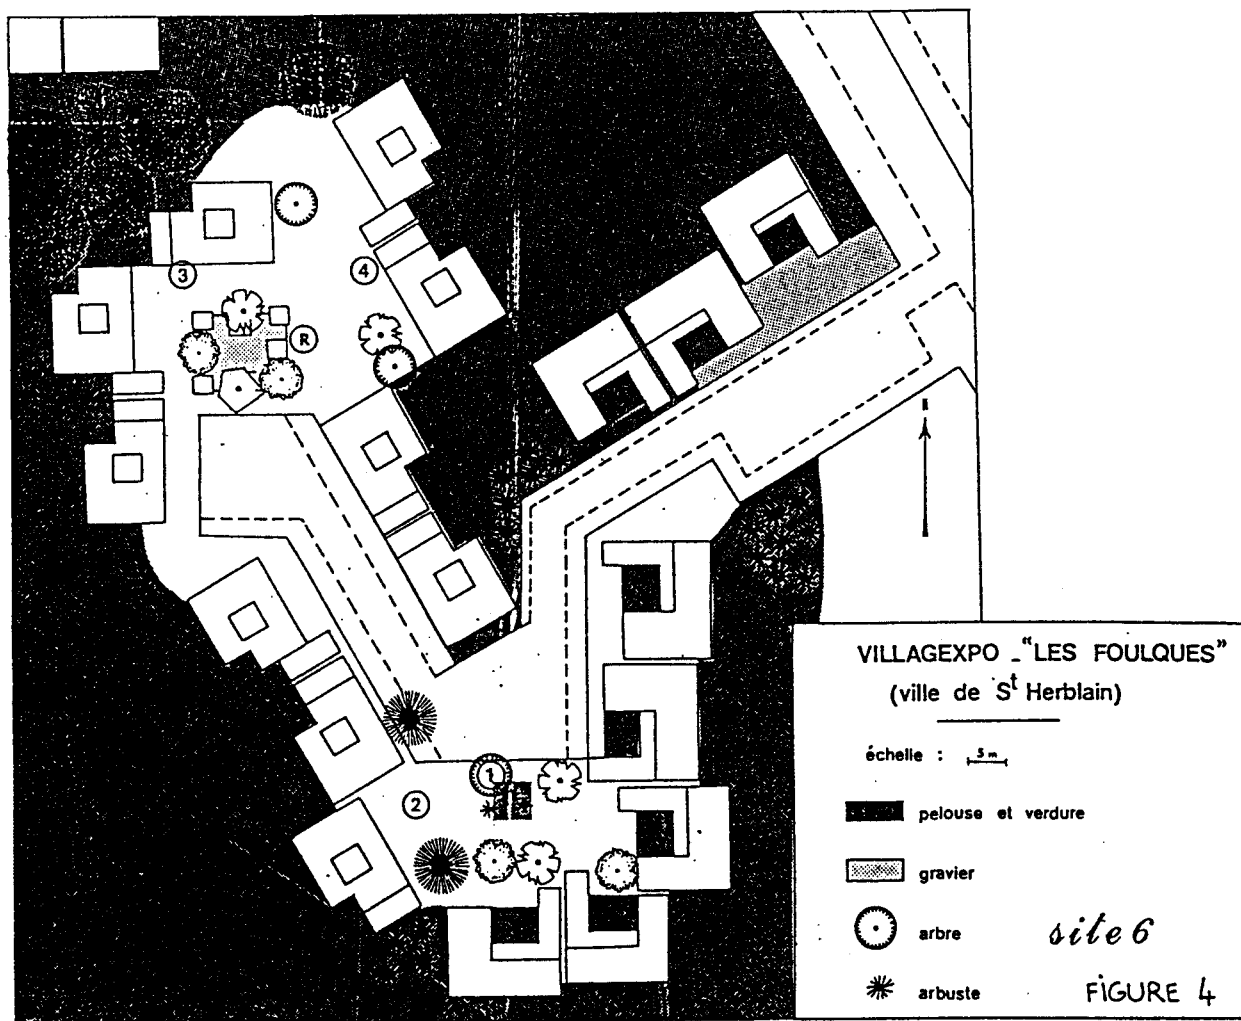 3
4
R
1
2
VILLAGEXPO - "LES FOULQUES"
(ville de St Herblain)
échelle : 5 m
pelouse et verdure
gravier
arbre
site 6
arbuste
FIGURE 4